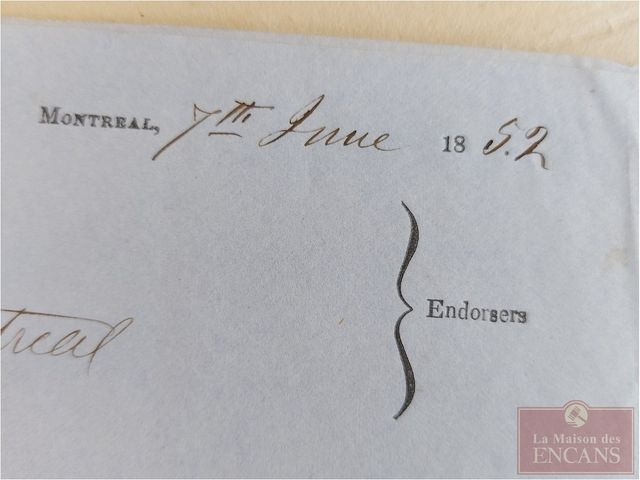 MONTREAL, 7th June 1852
Endorsers
treal
La Maison des
ENCANS